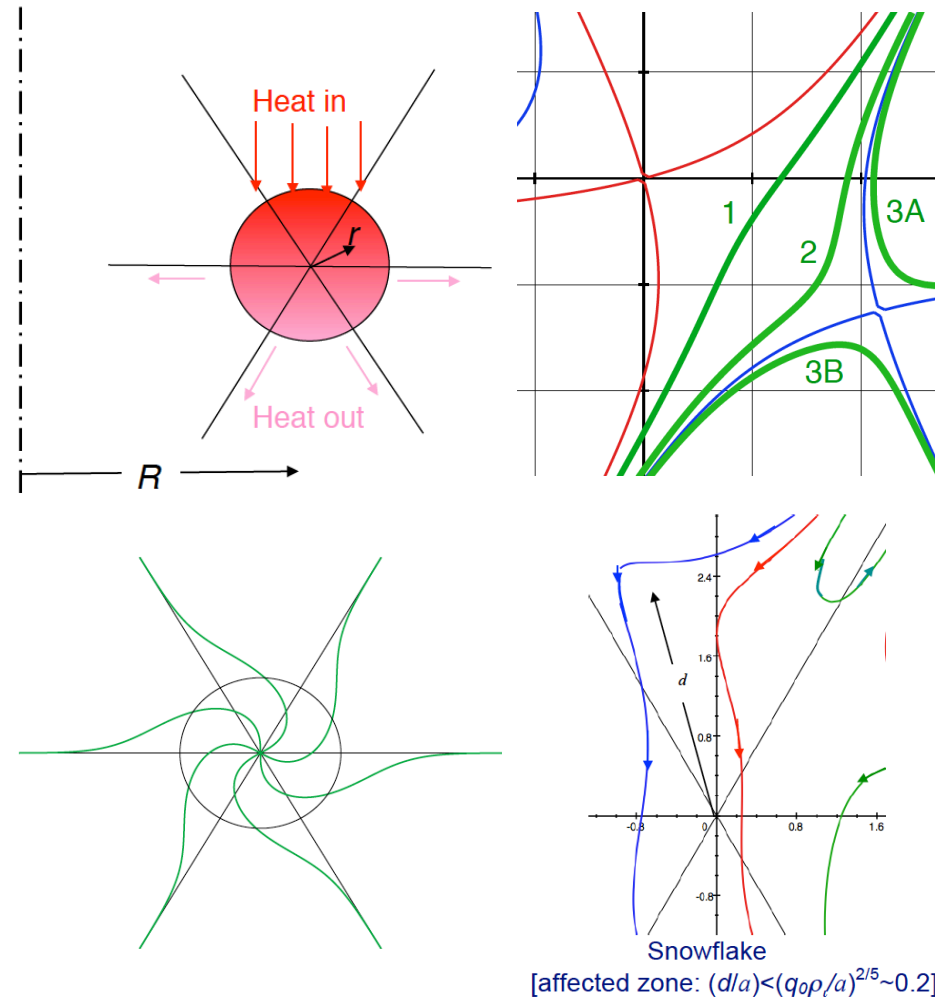 Heat in
r
Heat out
R
1
2
3A
3B
2.4
1.6
d
0.8
-0.8
0
0.8
1.6
-0.8
Snowflake
[affected zone: (d/a)<(q₀ρᵢ/a)²/⁵~0.2]